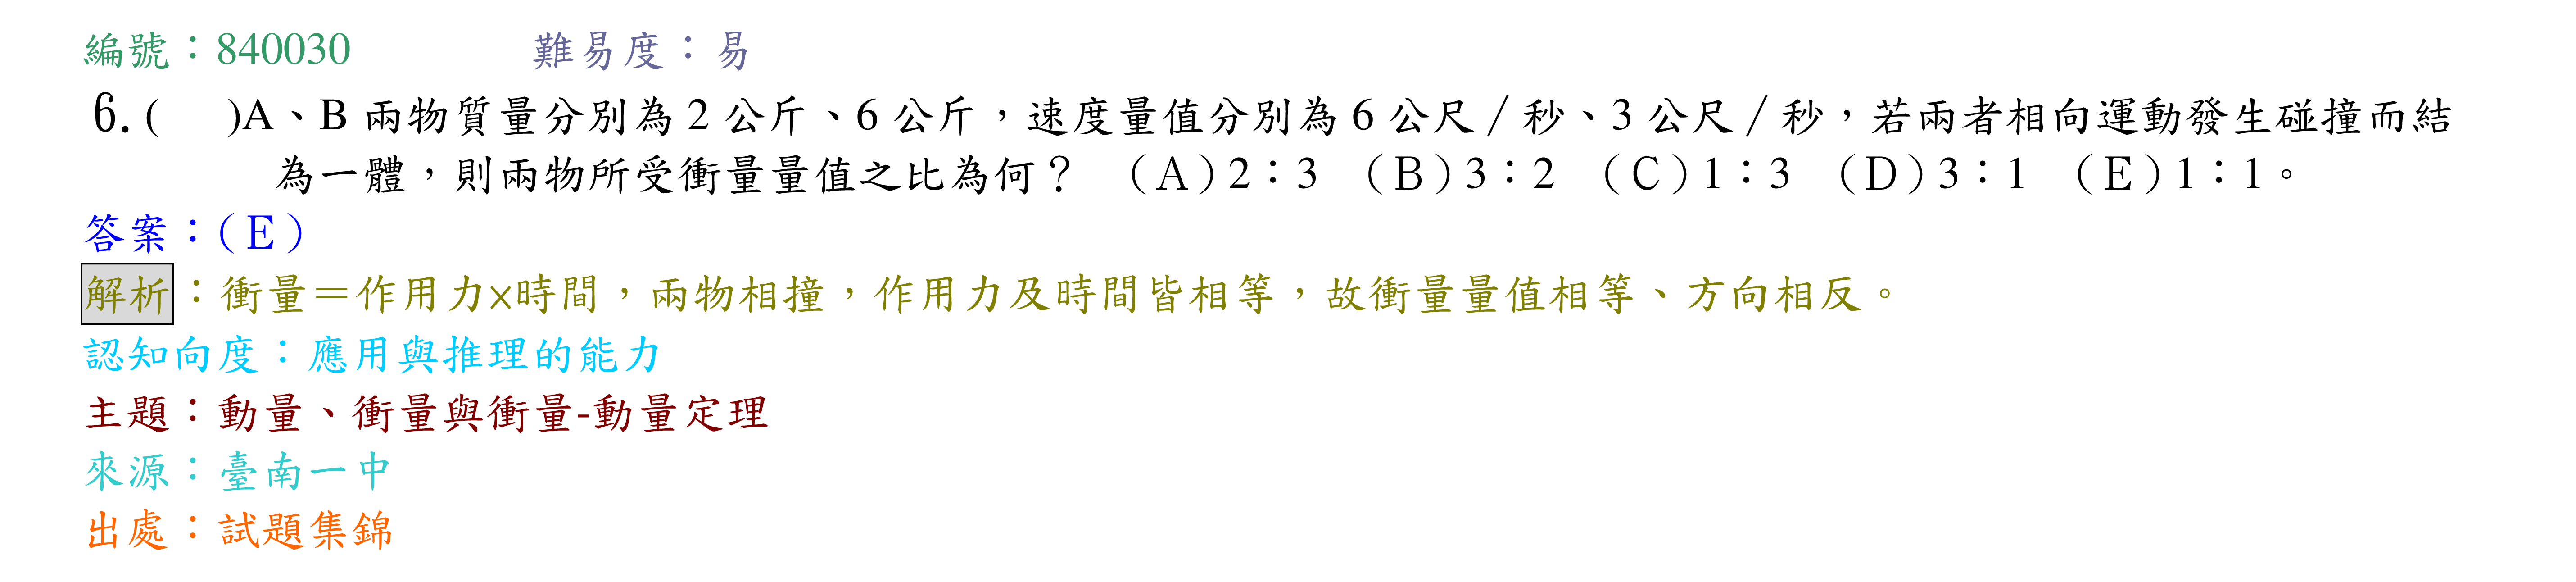 編號：840030 難易度：易
6.( )A、B 兩物質量分別為 2 公斤、6 公斤，速度量值分別為 6 公尺／秒、3 公尺／秒，若兩者相向運動發生碰撞而結
為一體，則兩物所受衝量量值之比為何？ （A）2：3 （B）3：2 （C）1：3 （D）3：1 （E）1：1。
答案：（E）
解析：衝量＝作用力×時間，兩物相撞，作用力及時間皆相等，故衝量量值相等、方向相反。
認知向度：應用與推理的能力
主題：動量、衝量與衝量-動量定理
來源：臺南一中
出處：試題集錦